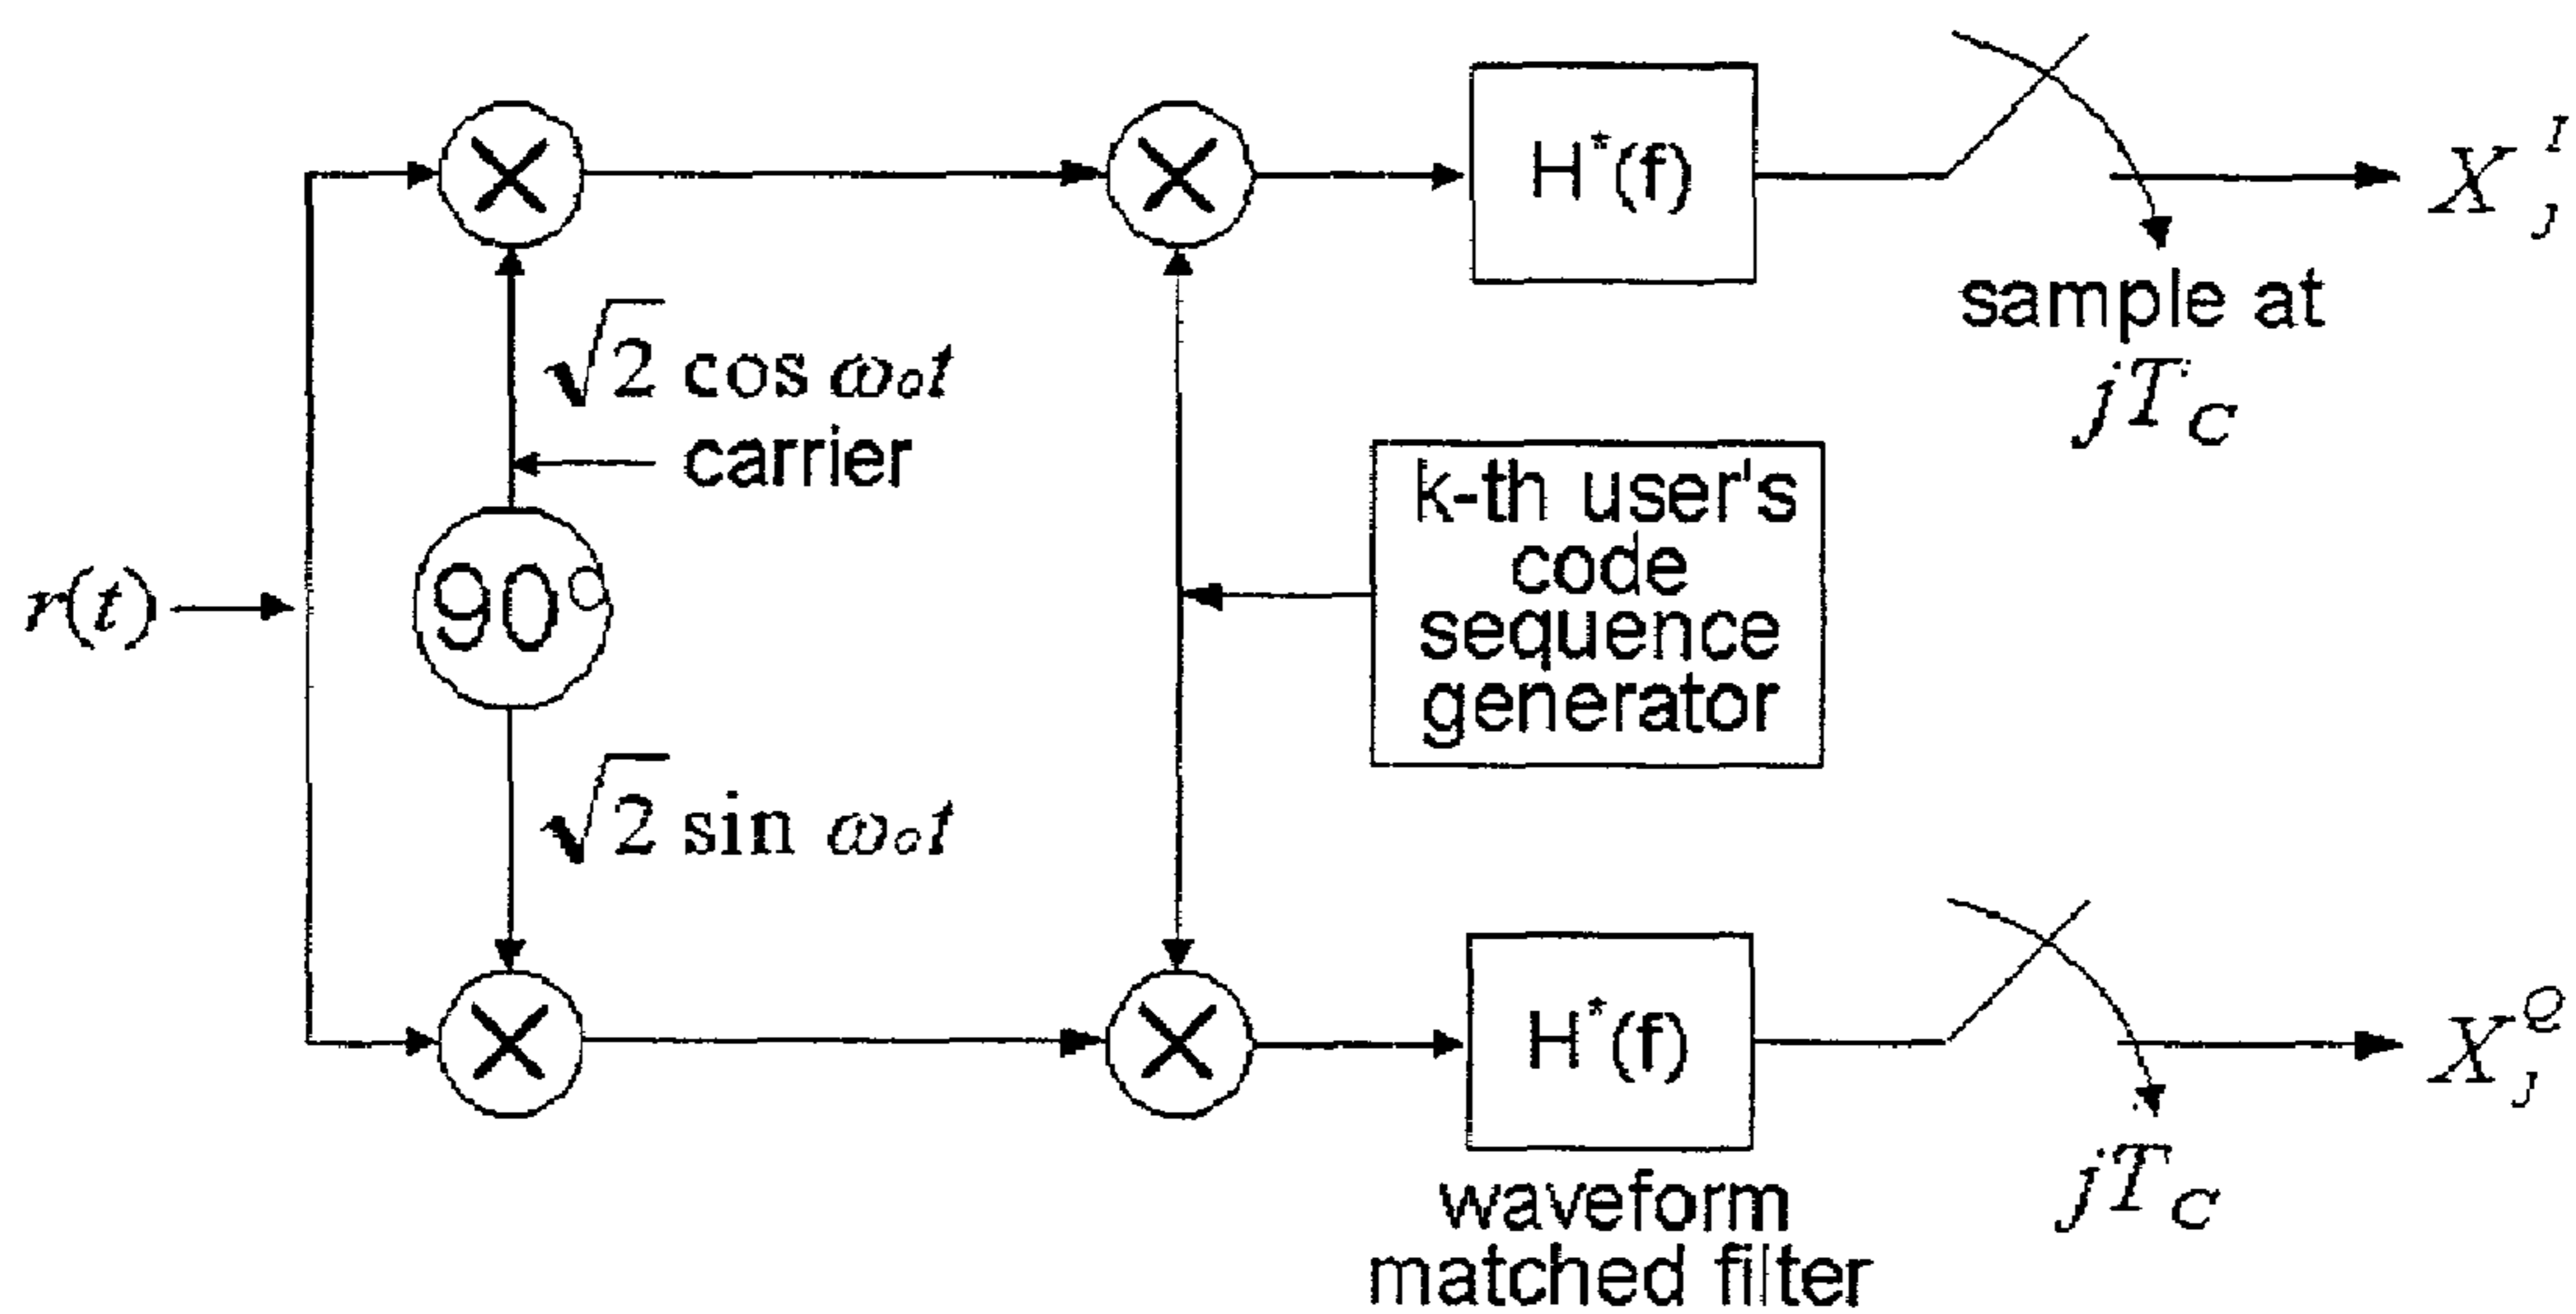 H*(f)
X_J^I
sample at
jT_C
√2 cos ω₀t
carrier
k-th user's
code
sequence
generator
90°
r(t)
√2 sin ω₀t
H*(f)
X_J^Q
jT_C
waveform
matched filter